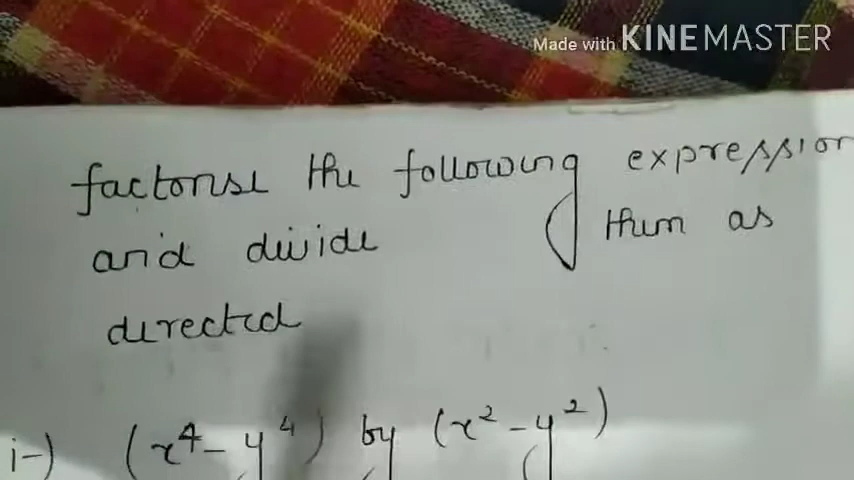 Made with KINEMASTER
factorise the following expression
and divide them as
directed
i-) (x⁴ - y⁴) by (x² - y²)